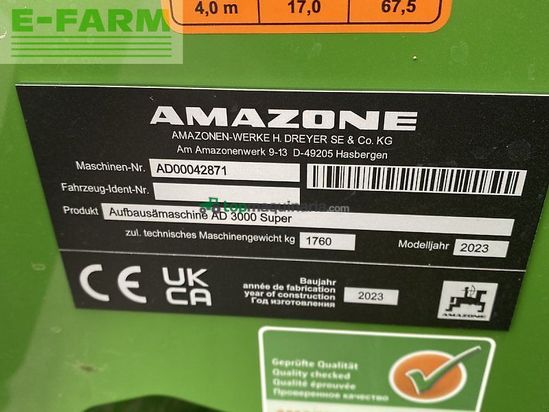 E-FARM
4,0 m 17,0 67,5
AMAZONE
AMAZONEN-WERKE H. DREYER SE & Co. KG
Am Amazonenwerk 9-13 D-49205 Hasbergen
Maschinen-Nr. AD00042871
Fahrzeug-Ident-Nr.
topmaquinaria.com
Produkt Aufbausämaschine AD 3000 Super
zul. technisches Maschinengewicht kg 1760 Modelljahr 2023
CE UK CA
Baujahr
année de fabrication
year of construction 2023
Год изготовления
AMAZONE
Geprüfte Qualität
Quality checked
Qualité éprouvée
Проверенное качество